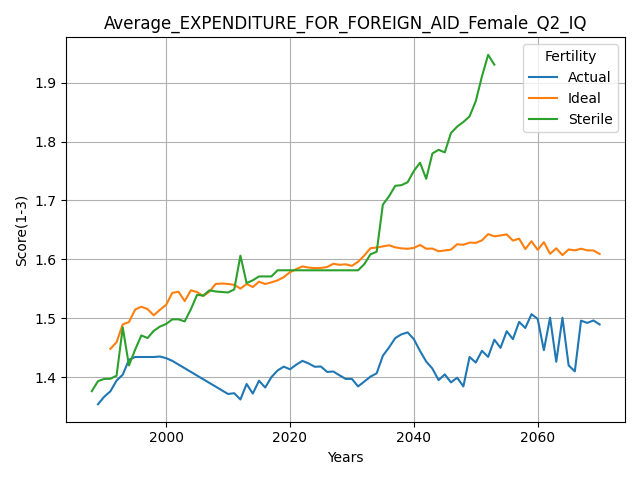 Average_EXPENDITURE_FOR_FOREIGN_AID_Female_Q2_IQ
Fertility
Actual
Ideal
Sterile
Score(1-3)
1.9
1.8
1.7
1.6
1.5
1.4
2000 2020 2040 2060
Years